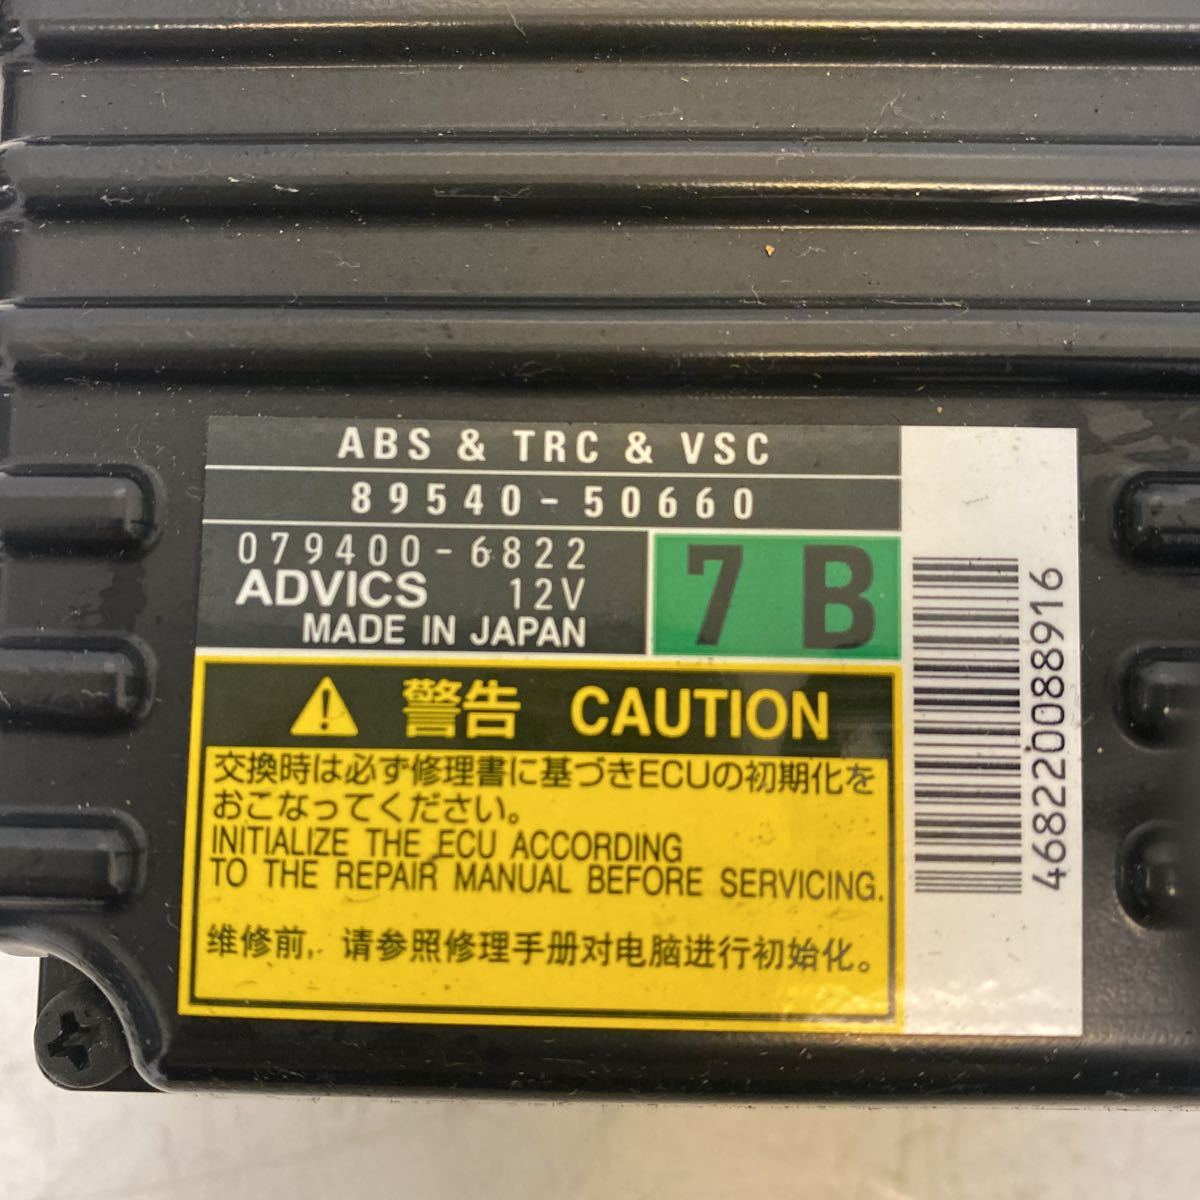 ABS & TRC & VSC
89540-50660
079400-6822
ADVICS 12V
MADE IN JAPAN
7B
警告 CAUTION
交換時は必ず修理書に基づきECUの初期化を
おこなってください。
INITIALIZE THE ECU ACCORDING
TO THE REPAIR MANUAL BEFORE SERVICING.
维修前, 请参照修理手册对电脑进行初始化。
468220088916